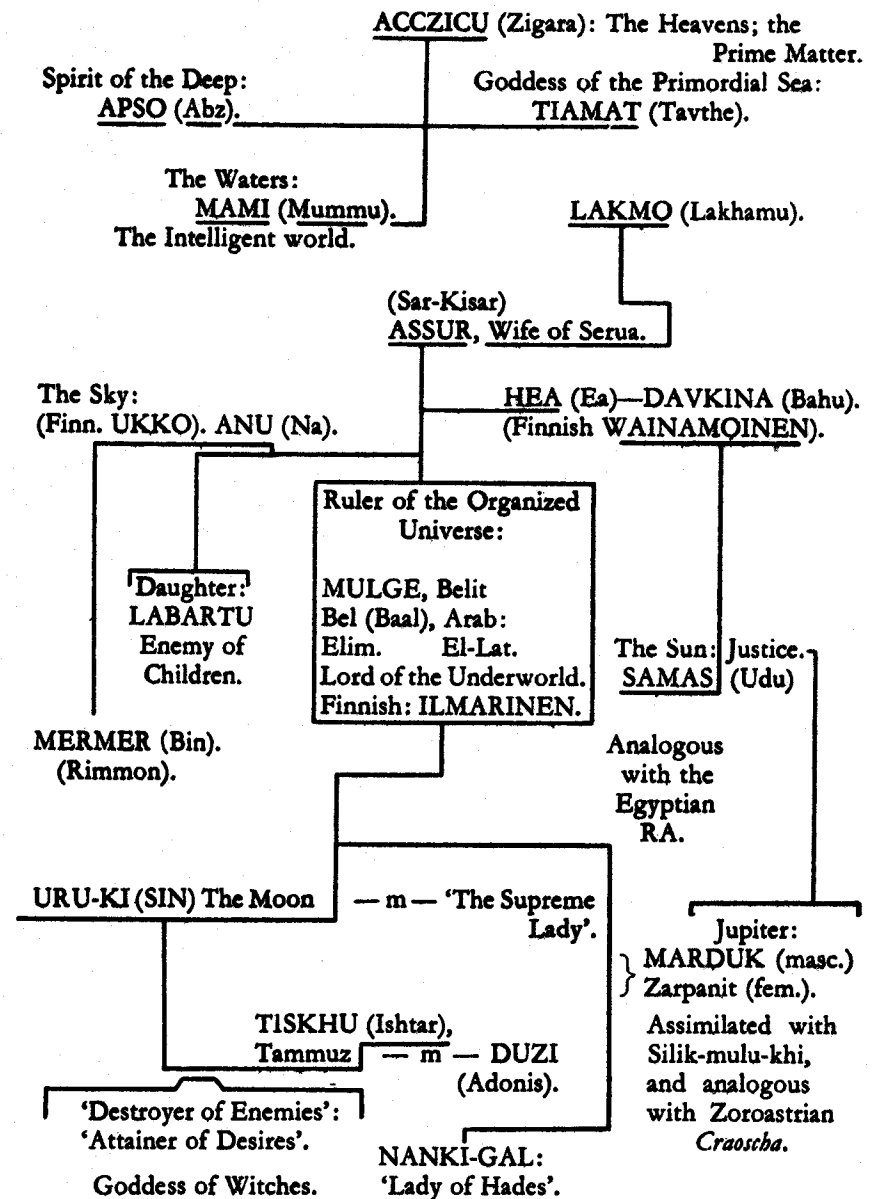 ACCZICU (Zigara): The Heavens; the
Prime Matter.
Spirit of the Deep:
APSO (Abz).
Goddess of the Primordial Sea:
TIAMAT (Tavthe).
The Waters:
MAMI (Mummu).
The Intelligent world.
LAKMO (Lakhamu).
(Sar-Kisar)
ASSUR, Wife of Serua.
The Sky:
(Finn. UKKO). ANU (Na).
HEA (Ea)—DAVKINA (Bahu).
(Finnish WAINAMOINEN).
Ruler of the Organized
Universe:
MULGE, Belit
Bel (Baal), Arab:
Elim. El-Lat.
Lord of the Underworld.
Finnish: ILMARINEN.
'Daughter:'
LABARTU
Enemy of
Children.
The Sun: Justice.
SAMAS (Udu)
MERMER (Bin).
(Rimmon).
Analogous
with the
Egyptian
RA.
URU-KI (SIN) The Moon — m — 'The Supreme
Lady'.
Jupiter:
MARDUK (masc.)
Zarpanit (fem.).
Assimilated with
Silik-mulu-khi,
and analogous
with Zoroastrian
Craoscha.
TISKHU (Ishtar),
Tammuz — m — DUZI
(Adonis).
'Destroyer of Enemies':
'Attainer of Desires'.
Goddess of Witches.
NANKI-GAL:
'Lady of Hades'.